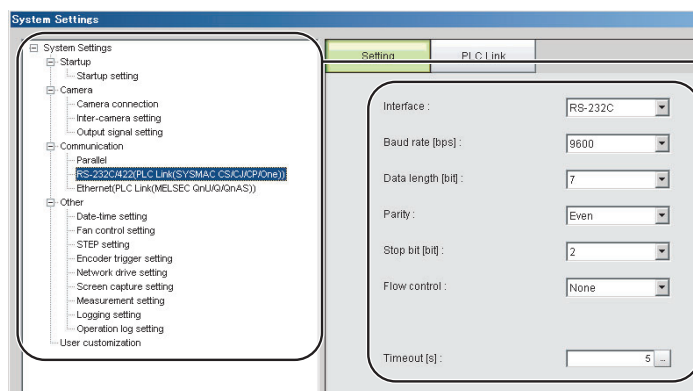 System Settings
System Settings
Startup
Startup setting
Camera
Camera connection
Inter-camera setting
Output signal setting
Communication
Parallel
RS-232C/422(PLC Link(SYSMAC CS/CJ/CP/One))
Ethernet(PLC Link(MELSEC QnU/Q/QnAS))
Other
Date-time setting
Fan control setting
STEP setting
Encoder trigger setting
Network drive setting
Screen capture setting
Measurement setting
Logging setting
Operation log setting
User customization
Setting PLC Link
Interface : RS-232C
Baud rate [bps] : 9600
Data length [bit] : 7
Parity : Even
Stop bit [bit] : 2
Flow control : None
Timeout [s] : 5 ...